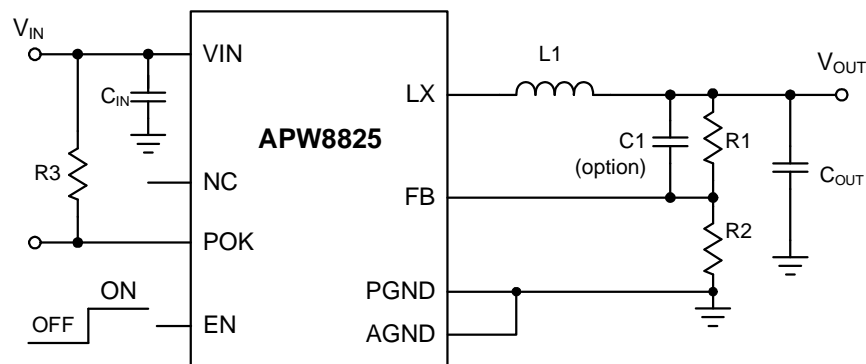 VIN
VIN
CIN
L1
VOUT
LX
APW8825
R3
C1
(option)
R1
COUT
NC
FB
R2
POK
ON
OFF
EN
PGND
AGND